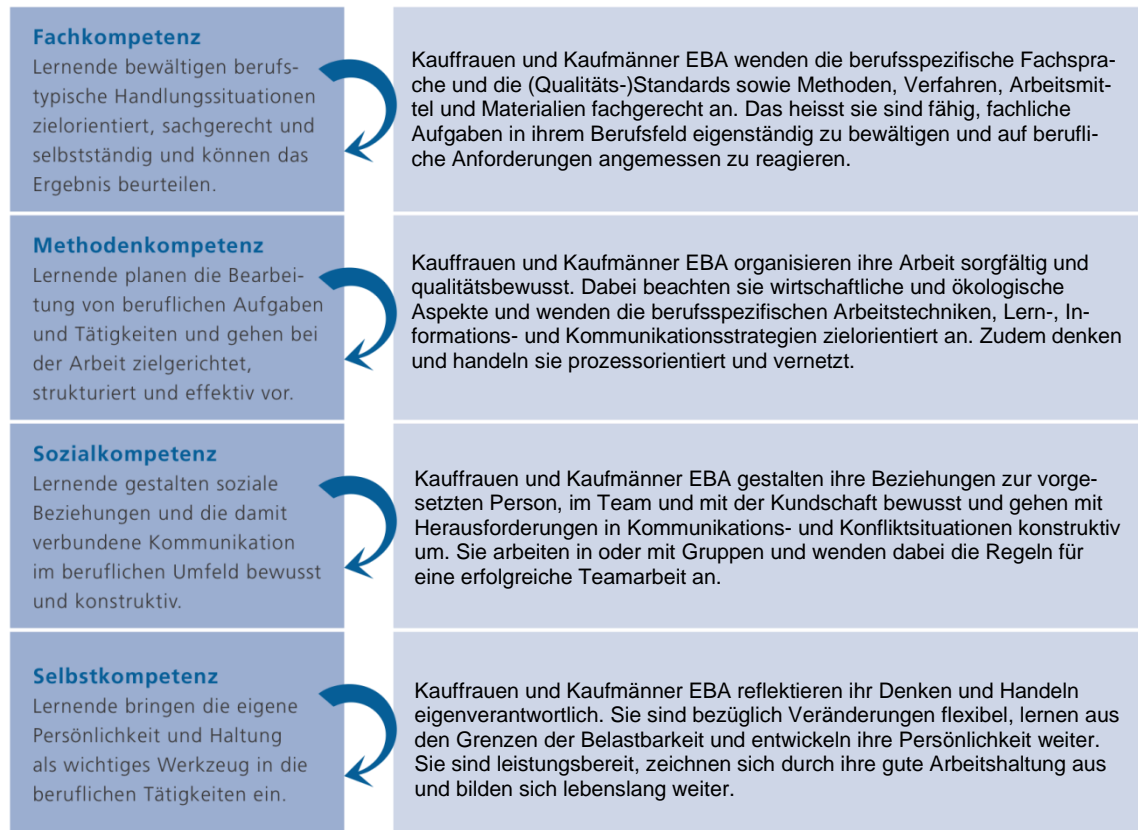 Fachkompetenz
Lernende bewältigen berufs-
typische Handlungssituationen
zielorientiert, sachgerecht und
selbstständig und können das
Ergebnis beurteilen.
Kauffrauen und Kaufmänner EBA wenden die berufsspezifische Fachspra-
che und die (Qualitäts-)Standards sowie Methoden, Verfahren, Arbeitsmit-
tel und Materialien fachgerecht an. Das heisst sie sind fähig, fachliche
Aufgaben in ihrem Berufsfeld eigenständig zu bewältigen und auf berufli-
che Anforderungen angemessen zu reagieren.
Methodenkompetenz
Lernende planen die Bearbei-
tung von beruflichen Aufgaben
und Tätigkeiten und gehen bei
der Arbeit zielgerichtet,
strukturiert und effektiv vor.
Kauffrauen und Kaufmänner EBA organisieren ihre Arbeit sorgfältig und
qualitätsbewusst. Dabei beachten sie wirtschaftliche und ökologische
Aspekte und wenden die berufsspezifischen Arbeitstechniken, Lern-, In-
formations- und Kommunikationsstrategien zielorientiert an. Zudem denken
und handeln sie prozessorientiert und vernetzt.
Sozialkompetenz
Lernende gestalten soziale
Beziehungen und die damit
verbundene Kommunikation
im beruflichen Umfeld bewusst
und konstruktiv.
Kauffrauen und Kaufmänner EBA gestalten ihre Beziehungen zur vorge-
setzten Person, im Team und mit der Kundschaft bewusst und gehen mit
Herausforderungen in Kommunikations- und Konfliktsituationen konstruktiv
um. Sie arbeiten in oder mit Gruppen und wenden dabei die Regeln für
eine erfolgreiche Teamarbeit an.
Selbstkompetenz
Lernende bringen die eigene
Persönlichkeit und Haltung
als wichtiges Werkzeug in die
beruflichen Tätigkeiten ein.
Kauffrauen und Kaufmänner EBA reflektieren ihr Denken und Handeln
eigenverantwortlich. Sie sind bezüglich Veränderungen flexibel, lernen aus
den Grenzen der Belastbarkeit und entwickeln ihre Persönlichkeit weiter.
Sie sind leistungsbereit, zeichnen sich durch ihre gute Arbeitshaltung aus
und bilden sich lebenslang weiter.